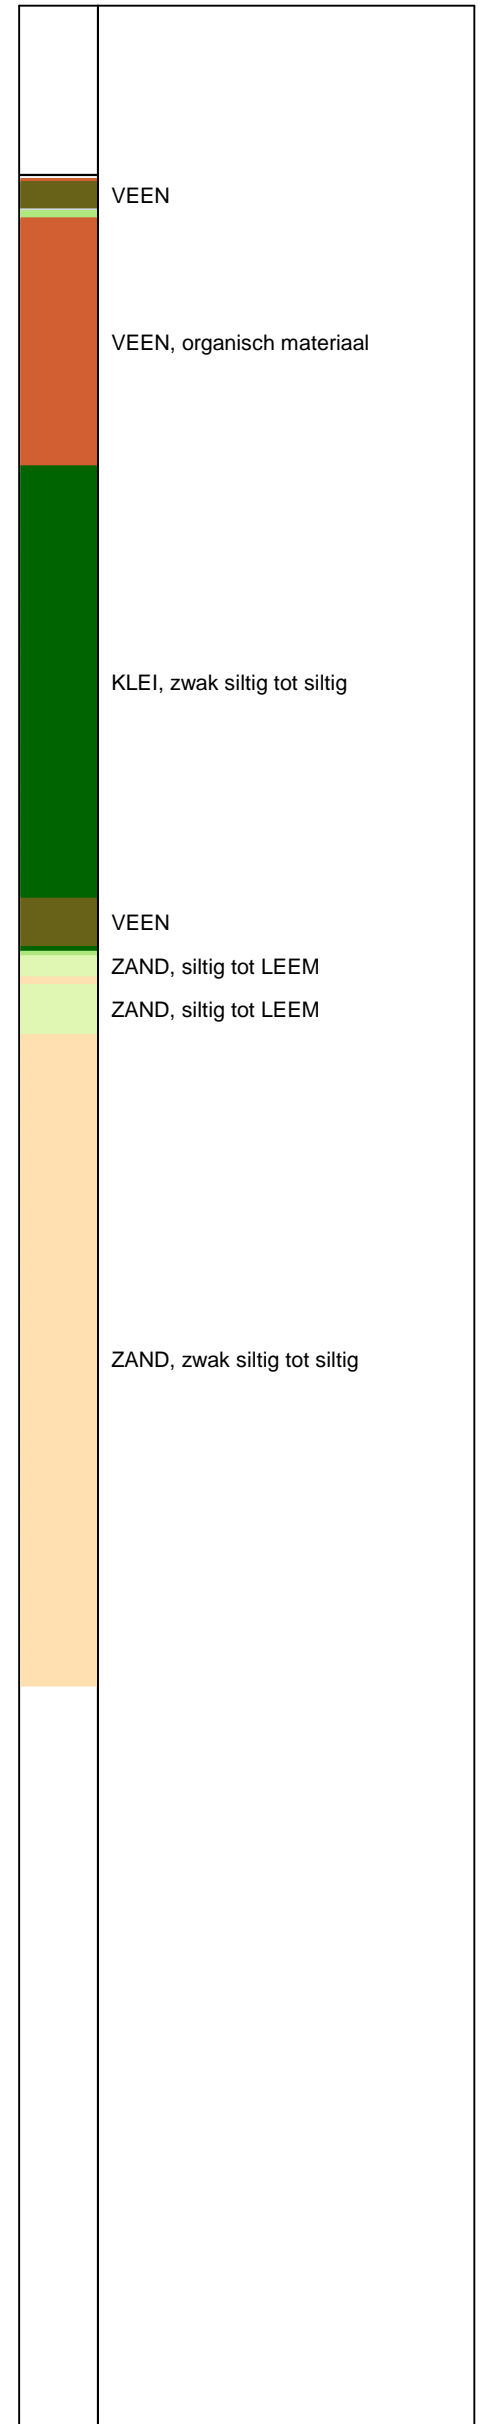 VEEN
VEEN, organisch materiaal
KLEI, zwak siltig tot siltig
VEEN
ZAND, siltig tot LEEM
ZAND, siltig tot LEEM
ZAND, zwak siltig tot siltig